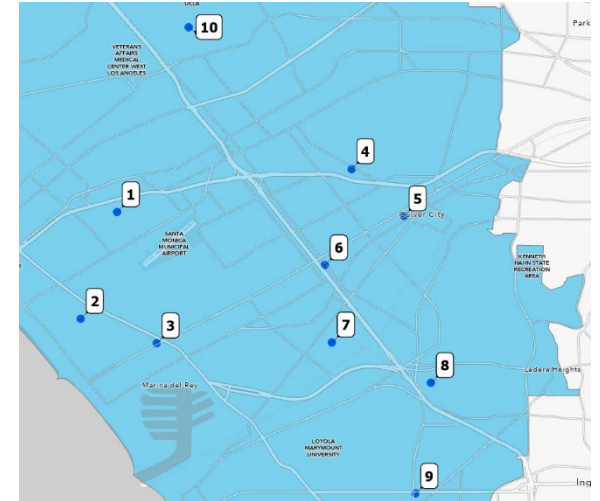 UCLA
10
Park
VETERANS
AFFAIRS
MEDICAL
CENTER WEST
LOS ANGELES
4
1
5
Culver City
SANTA
MONICA
MUNICIPAL
AIRPORT
6
KENNETH
HAHN STATE
RECREATION
AREA
2
3
7
8
Ladera Heights
Marina del Rey
LOYOLA
MARYMOUNT
UNIVERSITY
9
Ing